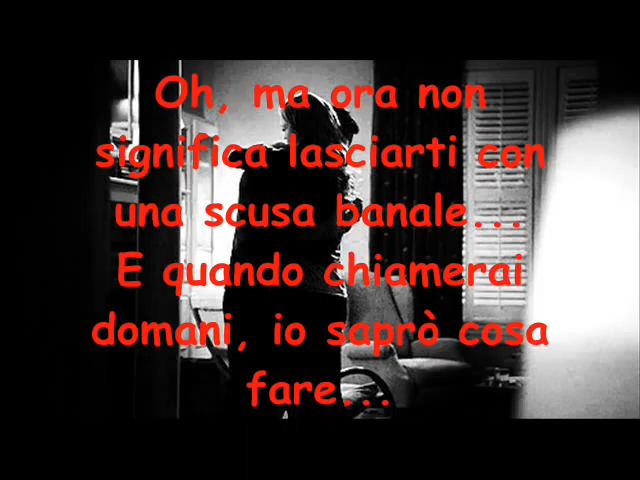 Oh, ma ora non
significa lasciarti con
una scusa banale...
E quando chiamerai
domani, io saprò cosa
fare...